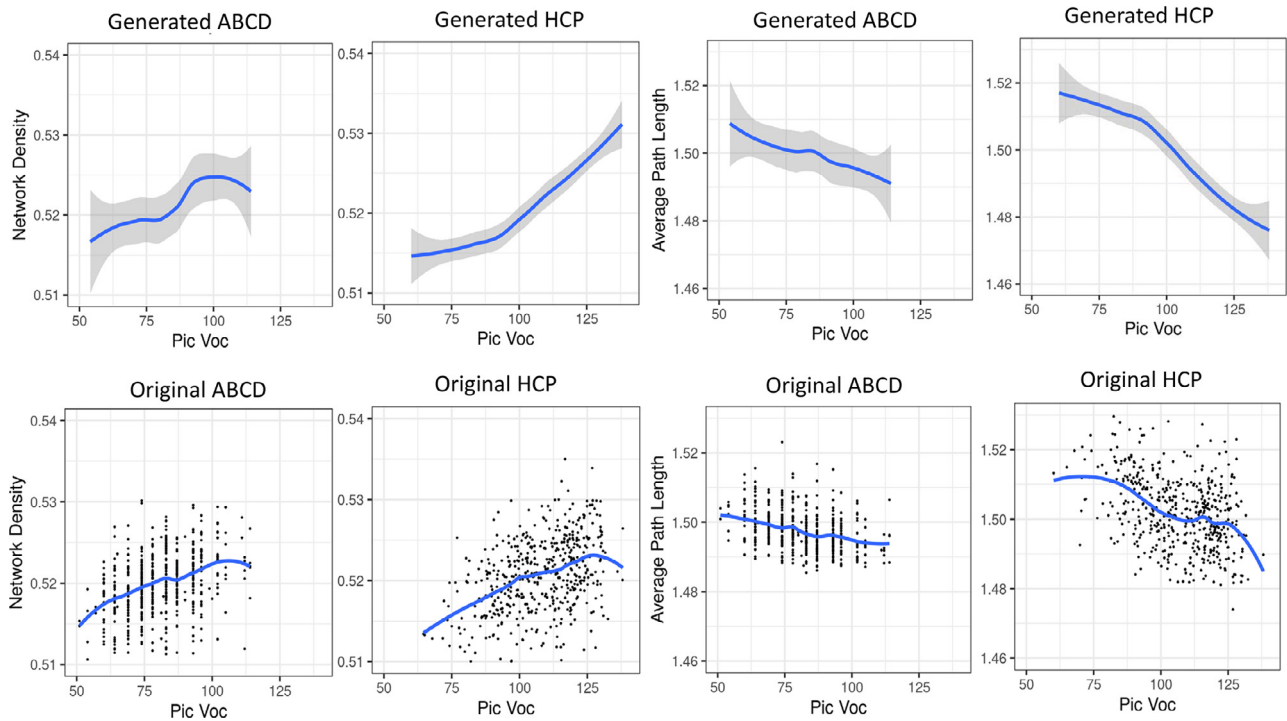 Generated ABCD
Network Density
0.54
0.53
0.52
0.51
50 75 100 125
Pic Voc
Generated HCP
0.54
0.53
0.52
0.51
50 75 100 125
Pic Voc
Generated ABCD
Average Path Length
1.52
1.50
1.48
1.46
50 75 100 125
Pic Voc
Generated HCP
1.52
1.50
1.48
1.46
50 75 100 125
Pic Voc
Original ABCD
Network Density
0.54
0.53
0.52
0.51
50 75 100 125
Pic Voc
Original HCP
0.54
0.53
0.52
0.51
50 75 100 125
Pic Voc
Original ABCD
Average Path Length
1.52
1.50
1.48
1.46
50 75 100 125
Pic Voc
Original HCP
1.52
1.50
1.48
1.46
50 75 100 125
Pic Voc